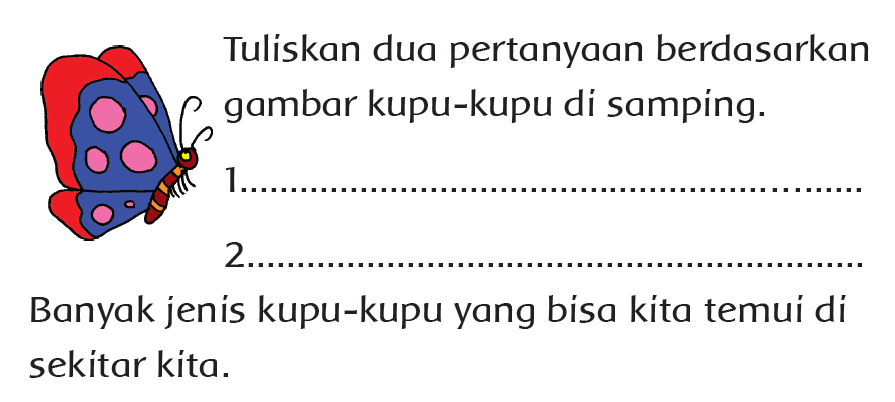 Tuliskan dua pertanyaan berdasarkan
gambar kupu-kupu di samping.
1..............................................................
2..............................................................
Banyak jenis kupu-kupu yang bisa kita temui di
sekitar kita.